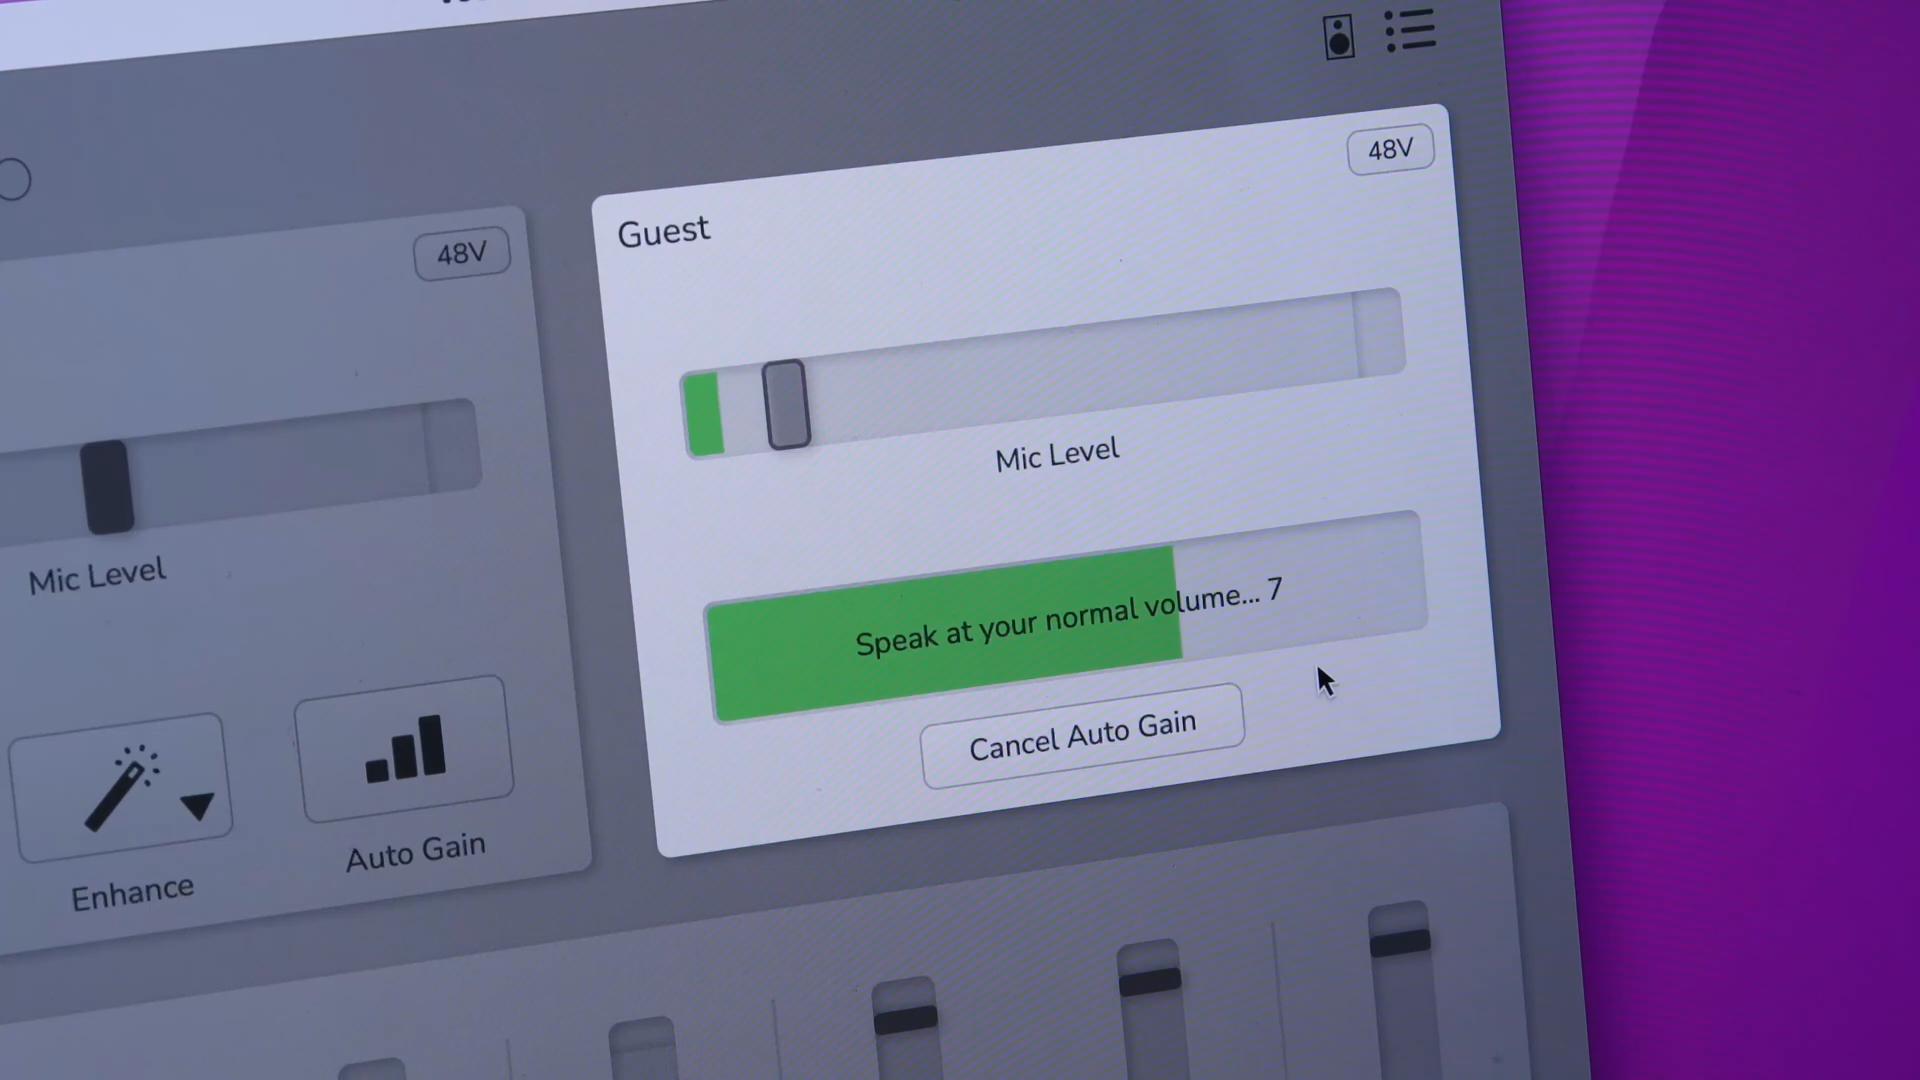 48V
Guest
48V
Mic Level
Mic Level
Speak at your normal volume... 7
Cancel Auto Gain
Enhance
Auto Gain